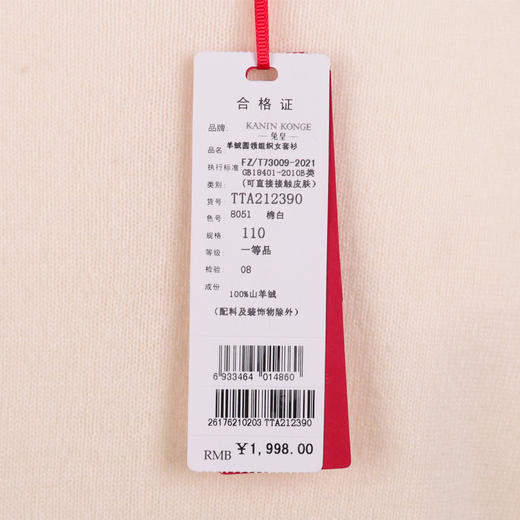 合格证
品牌: KANIN KONGE
—兔皇—
品名 羊绒圆领组织女套衫
执行标准 FZ/T73009-2021
GB18401-2010B类
类别: (可直接接触皮肤)
货号: TTA212390
色号 8051 棉白
规格 110
等级 一等品
检验 08
成份
100%山羊绒
(配料及装饰物除外)
6 933464 014860
26176210203 TTA212390
RMB ¥1,998.00